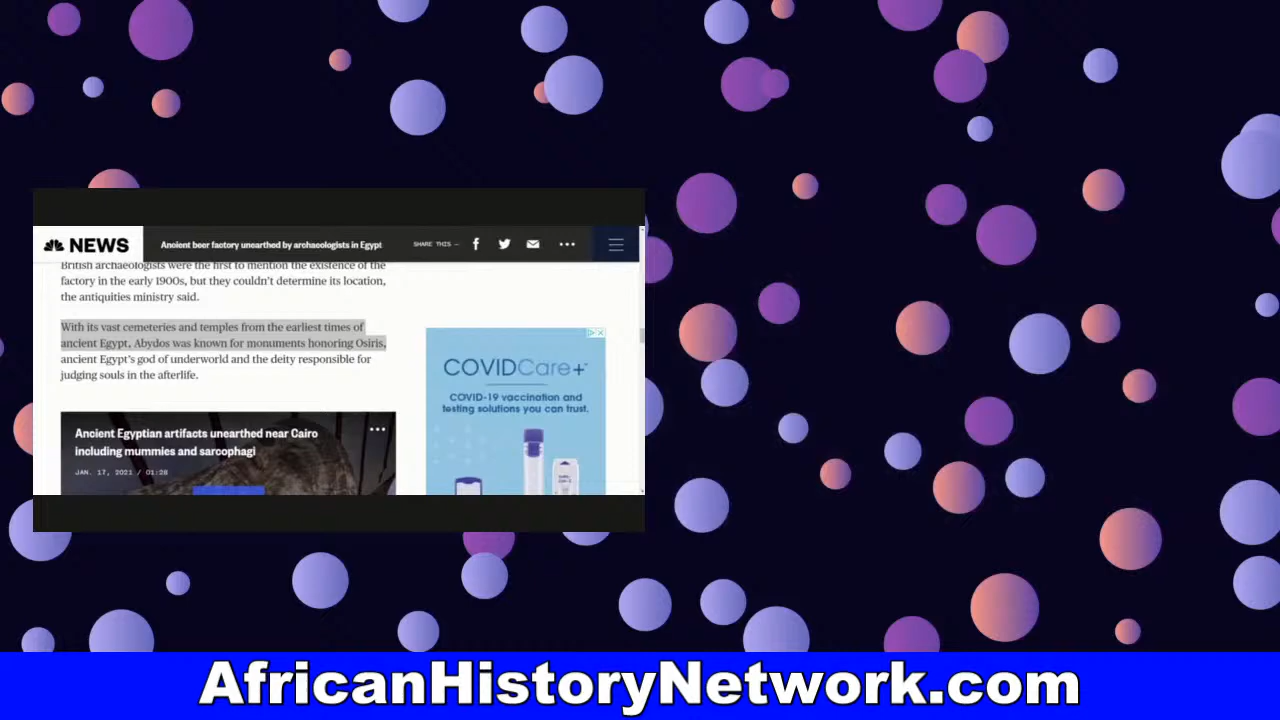 NEWS
Ancient beer factory unearthed by archaeologists in Egypt
SHARE THIS —
British archaeologists were the first to mention the existence of the
factory in the early 1900s, but they couldn't determine its location,
the antiquities ministry said.
With its vast cemeteries and temples from the earliest times of
ancient Egypt, Abydos was known for monuments honoring Osiris,
ancient Egypt's god of underworld and the deity responsible for
judging souls in the afterlife.
Ancient Egyptian artifacts unearthed near Cairo
including mummies and sarcophagi
JAN. 17, 2021 / 01:28
COVIDCare+
COVID-19 vaccination and
testing solutions you can trust.
AfricanHistoryNetwork.com